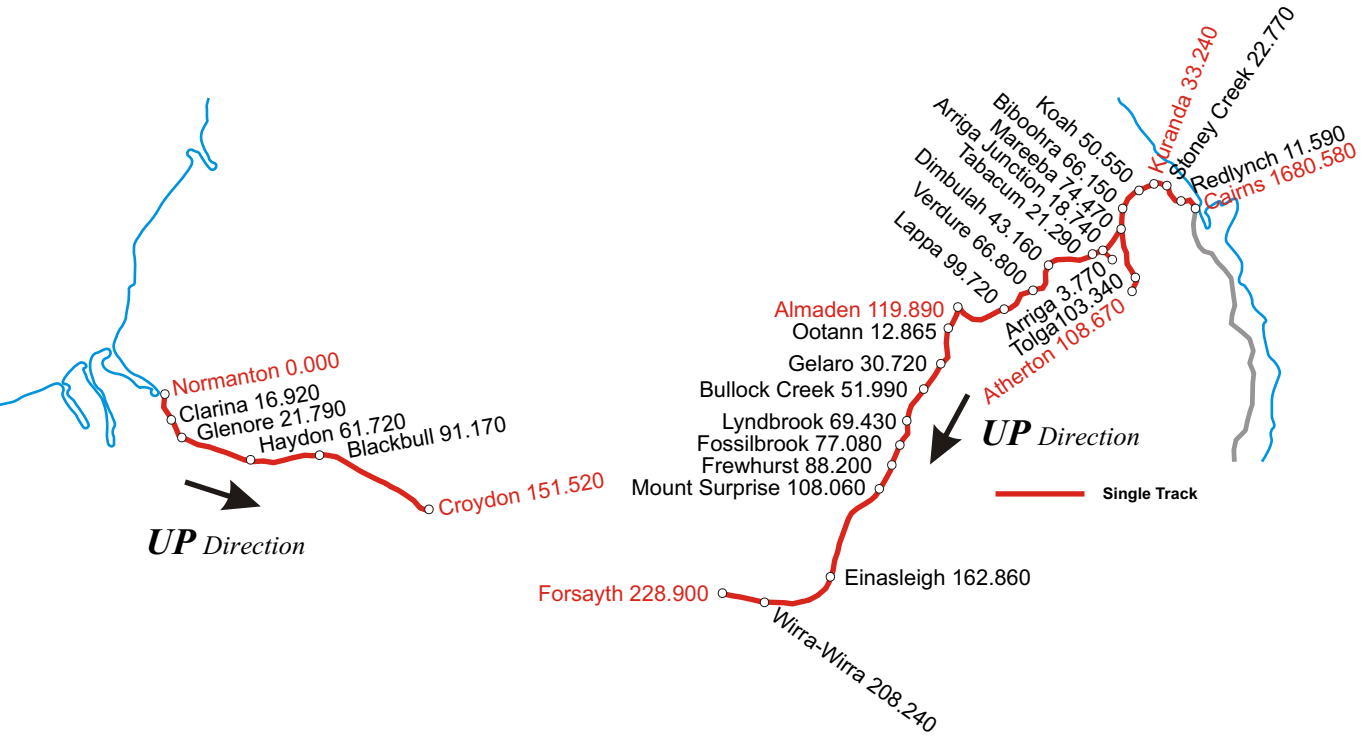 Kuranda 33.240
Stoney Creek 22.770
Redlynch 11.590
Cairns 1680.580
Koah 50.550
Biboohra 66.150
Mareeba 74.470
Arriga Junction 18.740
Tabacum 21.290
Dimbulah 43.160
Verdure 66.800
Lappa 99.720
Arriga 3.770
Tolga103.340
Atherton 108.670
Almaden 119.890
Ootann 12.865
Gelaro 30.720
Bullock Creek 51.990
Lyndbrook 69.430
Fossilbrook 77.080
Frewhurst 88.200
Mount Surprise 108.060
Einasleigh 162.860
Forsayth 228.900
Wirra-Wirra 208.240
UP Direction
Single Track
Normanton 0.000
Clarina 16.920
Glenore 21.790
Haydon 61.720
Blackbull 91.170
Croydon 151.520
UP Direction